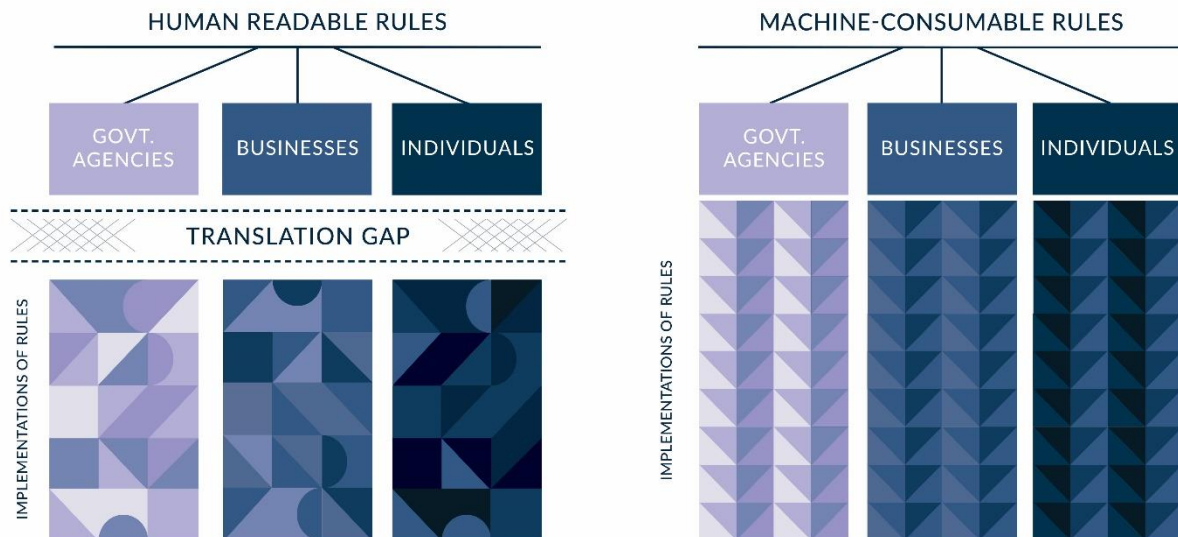 HUMAN READABLE RULES
GOVT.
AGENCIES
BUSINESSES
INDIVIDUALS
TRANSLATION GAP
IMPLEMENTATIONS OF RULES
MACHINE-CONSUMABLE RULES
GOVT.
AGENCIES
BUSINESSES
INDIVIDUALS
IMPLEMENTATIONS OF RULES